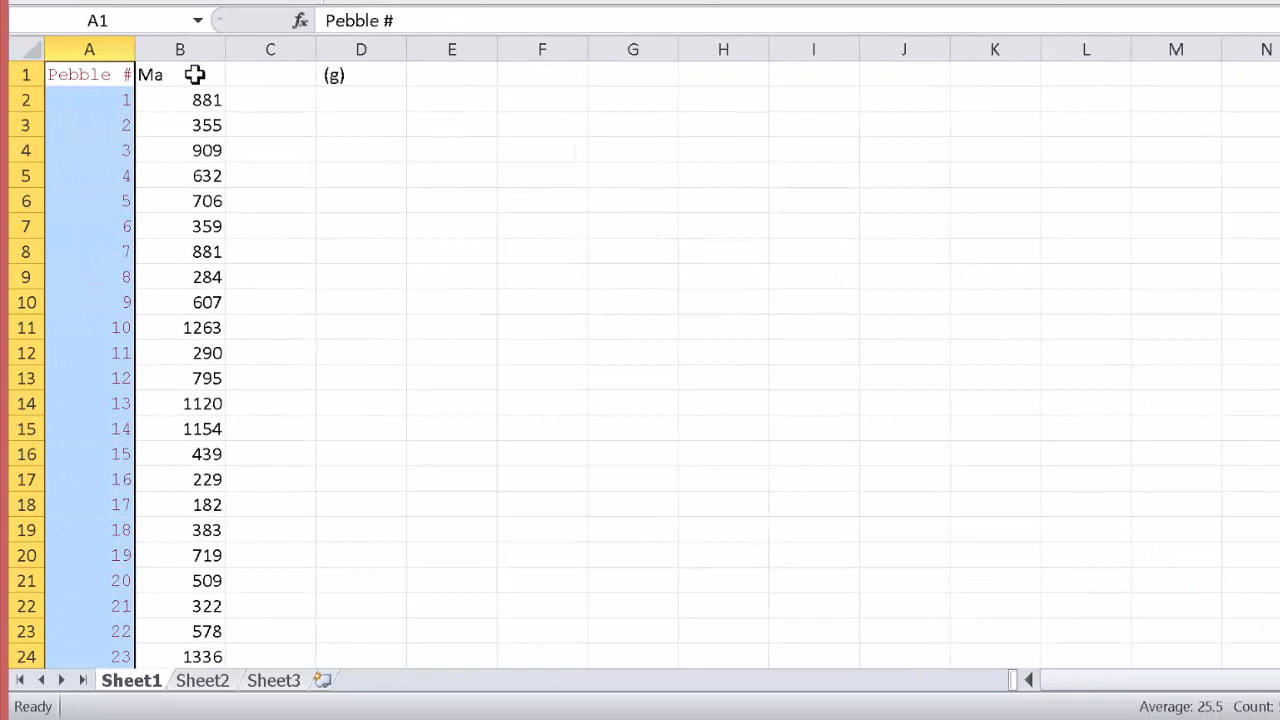 A1 fx Pebble #
A B C D E F G H I J K L M N
1 Pebble # Ma (g)
2 1 881
3 2 355
4 3 909
5 4 632
6 5 706
7 6 359
8 7 881
9 8 284
10 9 607
11 10 1263
12 11 290
13 12 795
14 13 1120
15 14 1154
16 15 439
17 16 229
18 17 182
19 18 383
20 19 719
21 20 509
22 21 322
23 22 578
24 23 1336
Sheet1 Sheet2 Sheet3
Ready Average: 25.5 Count: